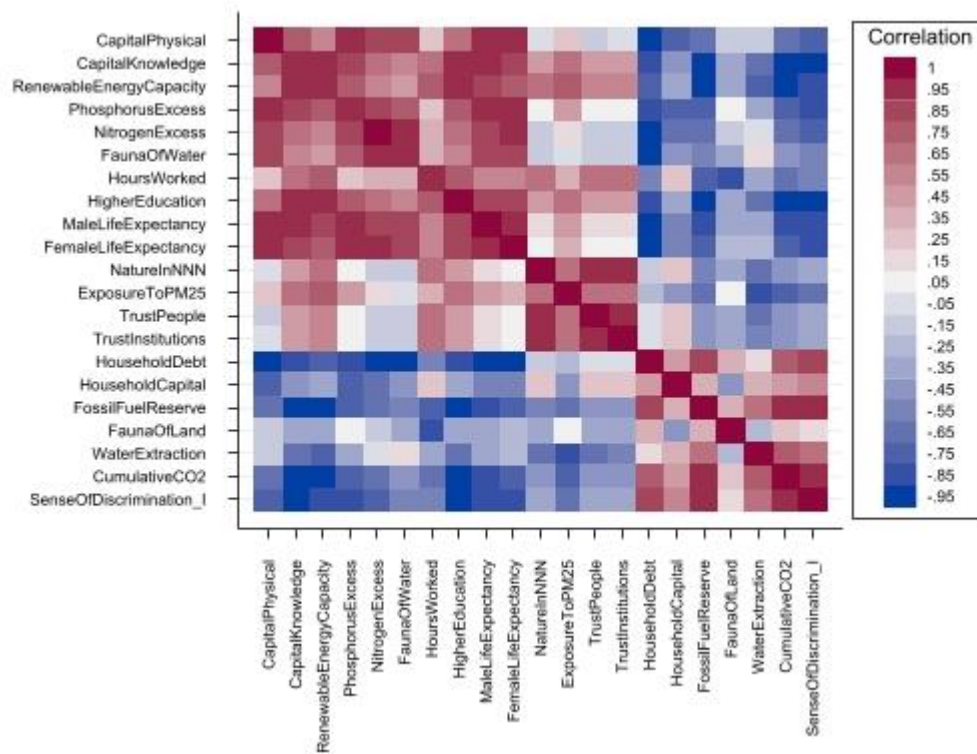 CapitalPhysical
CapitalKnowledge
RenewableEnergyCapacity
PhosphorusExcess
NitrogenExcess
FaunaOfWater
HoursWorked
HigherEducation
MaleLifeExpectancy
FemaleLifeExpectancy
NatureInNNN
ExposureToPM25
TrustPeople
TrustInstitutions
HouseholdDebt
HouseholdCapital
FossilFuelReserve
FaunaOfLand
WaterExtraction
CumulativeCO2
SenseOfDiscrimination_I
CapitalPhysical
CapitalKnowledge
RenewableEnergyCapacity
PhosphorusExcess
NitrogenExcess
FaunaOfWater
HoursWorked
HigherEducation
MaleLifeExpectancy
FemaleLifeExpectancy
NatureInNNN
ExposureToPM25
TrustPeople
TrustInstitutions
HouseholdDebt
HouseholdCapital
FossilFuelReserve
FaunaOfLand
WaterExtraction
CumulativeCO2
SenseOfDiscrimination_I
Correlation
1
.95
.85
.75
.65
.55
.45
.35
.25
.15
.05
-.05
-.15
-.25
-.35
-.45
-.55
-.65
-.75
-.85
-.95